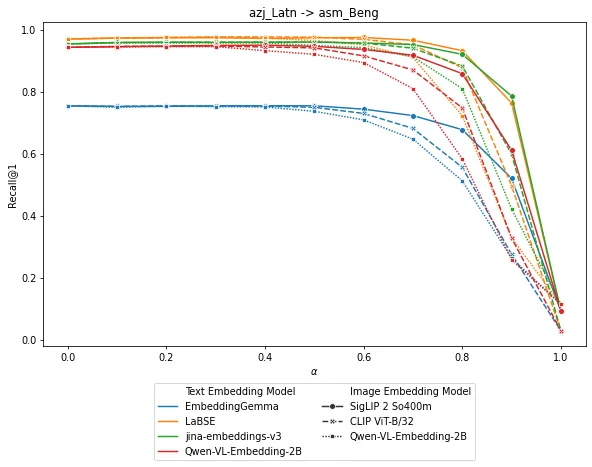 azj_Latn -> asm_Beng
Recall@1
1.0
0.8
0.6
0.4
0.2
0.0
0.0 0.2 0.4 0.6 0.8 1.0
α
Text Embedding Model
EmbeddingGemma
LaBSE
jina-embeddings-v3
Qwen-VL-Embedding-2B
Image Embedding Model
SigLIP 2 So400m
CLIP ViT-B/32
Qwen-VL-Embedding-2B